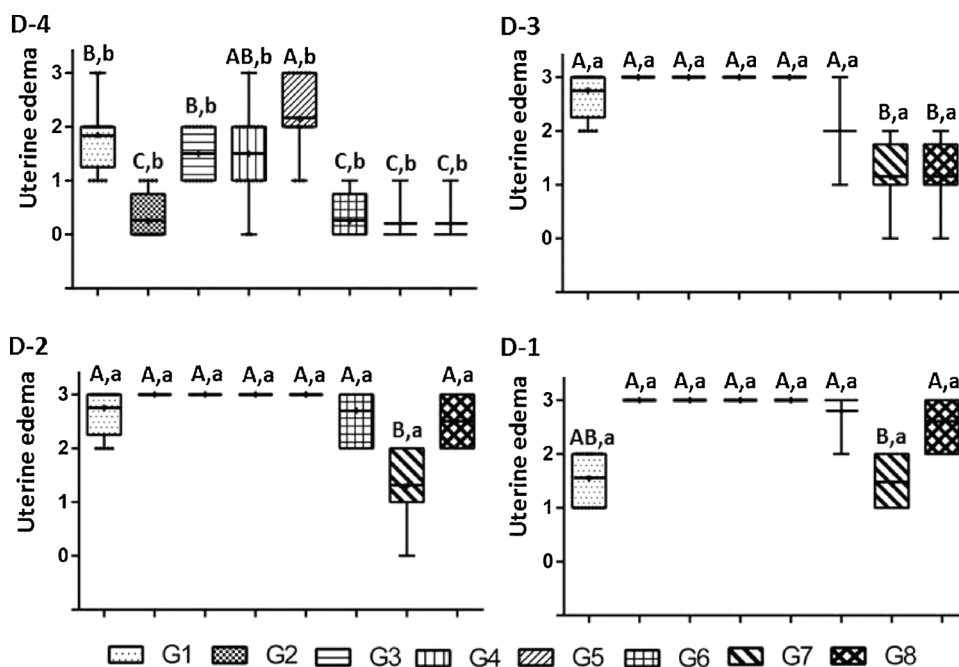 D-4
Uterine edema
3
2
1
0
B,b
C,b
B,b
AB,b
A,b
C,b
C,b
C,b
D-3
Uterine edema
3
2
1
0
A,a
A,a
A,a
A,a
A,a
A,a
B,a
B,a
D-2
Uterine edema
3
2
1
0
A,a
A,a
A,a
A,a
A,a
A,a
B,a
A,a
D-1
Uterine edema
3
2
1
0
AB,a
A,a
A,a
A,a
A,a
A,a
B,a
A,a
G1 G2 G3 G4 G5 G6 G7 G8